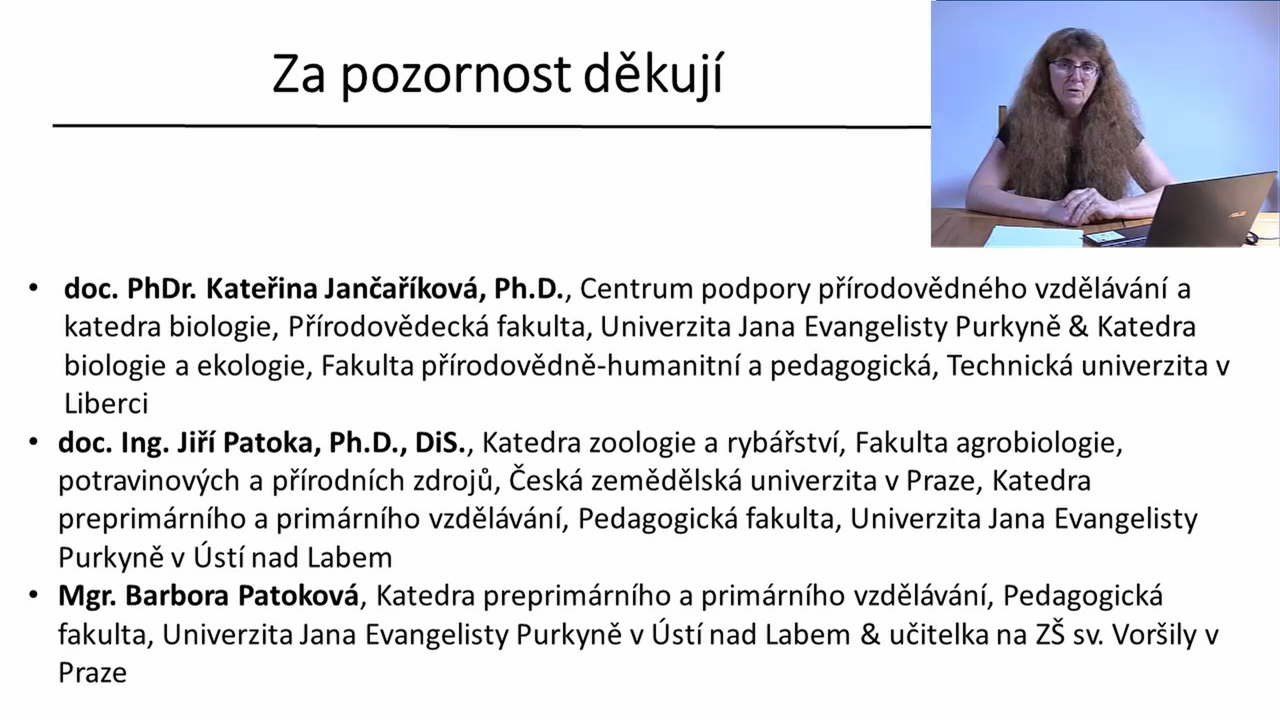 Za pozornost děkují
ASUS
• doc. PhDr. Kateřina Jančaříková, Ph.D., Centrum podpory přírodovědného vzdělávání a
katedra biologie, Přírodovědecká fakulta, Univerzita Jana Evangelisty Purkyně & Katedra
biologie a ekologie, Fakulta přírodovědně-humanitní a pedagogická, Technická univerzita v
Liberci
• doc. Ing. Jiří Patoka, Ph.D., DiS., Katedra zoologie a rybářství, Fakulta agrobiologie,
potravinových a přírodních zdrojů, Česká zemědělská univerzita v Praze, Katedra
preprimárního a primárního vzdělávání, Pedagogická fakulta, Univerzita Jana Evangelisty
Purkyně v Ústí nad Labem
• Mgr. Barbora Patoková, Katedra preprimárního a primárního vzdělávání, Pedagogická
fakulta, Univerzita Jana Evangelisty Purkyně v Ústí nad Labem & učitelka na ZŠ sv. Voršily v
Praze